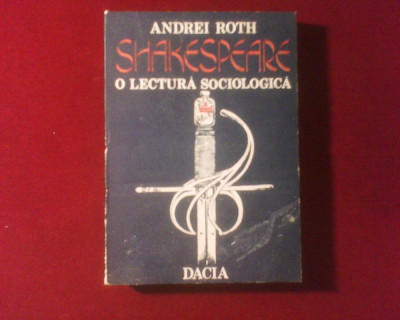 ANDREI ROTH
SHAKESPEARE
O LECTURĂ SOCIOLOGICĂ
DACIA